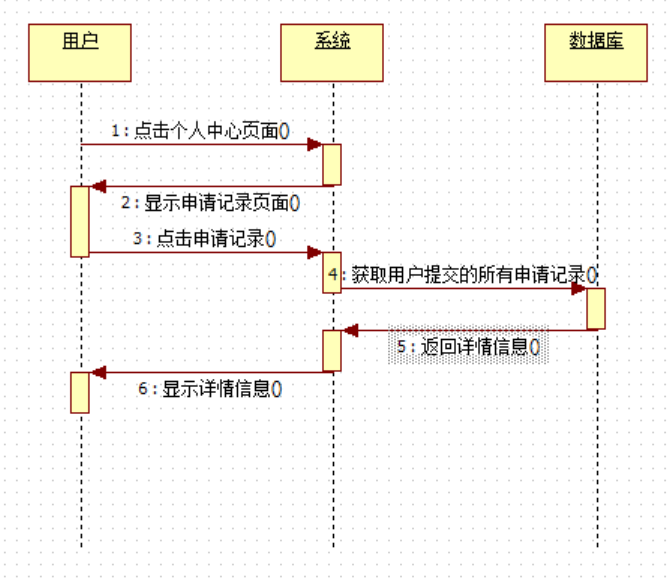 用户
系统
数据库
1:点击个人中心页面()
2:显示申请记录页面()
3:点击申请记录()
4:获取用户提交的所有申请记录()
5:返回详情信息()
6:显示详情信息()